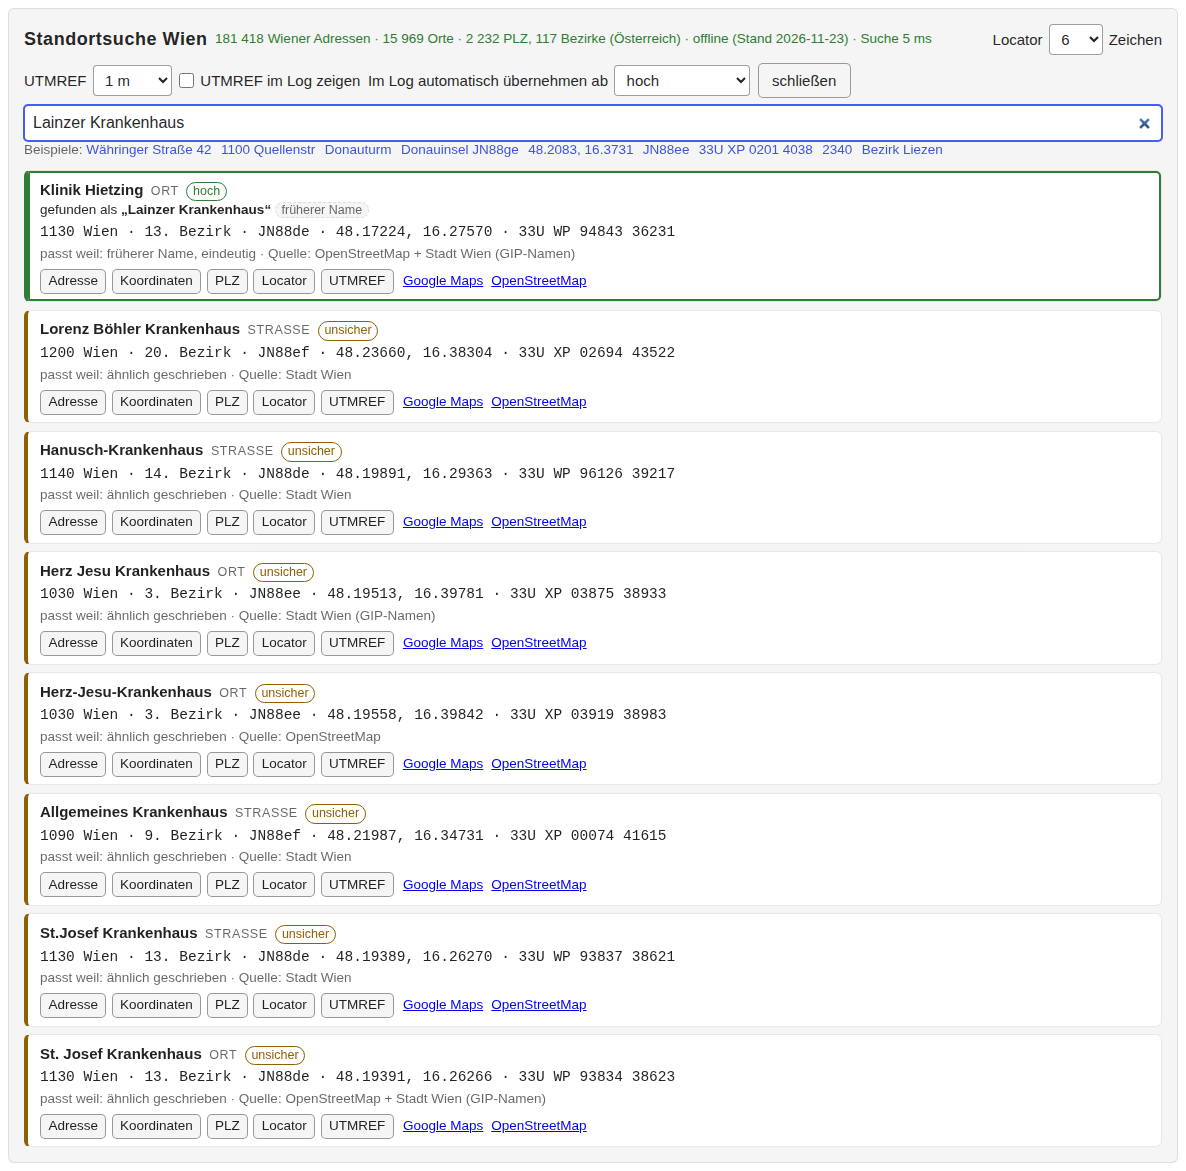 Standortsuche Wien 181 418 Wiener Adressen · 15 969 Orte · 2 232 PLZ, 117 Bezirke (Österreich) · offline (Stand 2026-11-23) · Suche 5 ms Locator 6 Zeichen
UTMREF 1 m UTMREF im Log zeigen Im Log automatisch übernehmen ab hoch schließen
Lainzer Krankenhaus ×
Beispiele: Währinger Straße 42 1100 Quellenstr Donauturm Donauinsel JN88ge 48.2083, 16.3731 JN88ee 33U XP 0201 4038 2340 Bezirk Liezen
Klinik Hietzing ORT hoch
gefunden als „Lainzer Krankenhaus“ früherer Name
1130 Wien · 13. Bezirk · JN88de · 48.17224, 16.27570 · 33U WP 94843 36231
passt weil: früherer Name, eindeutig · Quelle: OpenStreetMap + Stadt Wien (GIP-Namen)
Adresse Koordinaten PLZ Locator UTMREF Google Maps OpenStreetMap
Lorenz Böhler Krankenhaus STRASSE unsicher
1200 Wien · 20. Bezirk · JN88ef · 48.23660, 16.38304 · 33U XP 02694 43522
passt weil: ähnlich geschrieben · Quelle: Stadt Wien
Adresse Koordinaten PLZ Locator UTMREF Google Maps OpenStreetMap
Hanusch-Krankenhaus STRASSE unsicher
1140 Wien · 14. Bezirk · JN88de · 48.19891, 16.29363 · 33U WP 96126 39217
passt weil: ähnlich geschrieben · Quelle: Stadt Wien
Adresse Koordinaten PLZ Locator UTMREF Google Maps OpenStreetMap
Herz Jesu Krankenhaus ORT unsicher
1030 Wien · 3. Bezirk · JN88ee · 48.19513, 16.39781 · 33U XP 03875 38933
passt weil: ähnlich geschrieben · Quelle: Stadt Wien (GIP-Namen)
Adresse Koordinaten PLZ Locator UTMREF Google Maps OpenStreetMap
Herz-Jesu-Krankenhaus ORT unsicher
1030 Wien · 3. Bezirk · JN88ee · 48.19558, 16.39842 · 33U XP 03919 38983
passt weil: ähnlich geschrieben · Quelle: OpenStreetMap
Adresse Koordinaten PLZ Locator UTMREF Google Maps OpenStreetMap
Allgemeines Krankenhaus STRASSE unsicher
1090 Wien · 9. Bezirk · JN88ef · 48.21987, 16.34731 · 33U XP 00074 41615
passt weil: ähnlich geschrieben · Quelle: Stadt Wien
Adresse Koordinaten PLZ Locator UTMREF Google Maps OpenStreetMap
St.Josef Krankenhaus STRASSE unsicher
1130 Wien · 13. Bezirk · JN88de · 48.19389, 16.26270 · 33U WP 93837 38621
passt weil: ähnlich geschrieben · Quelle: Stadt Wien
Adresse Koordinaten PLZ Locator UTMREF Google Maps OpenStreetMap
St. Josef Krankenhaus ORT unsicher
1130 Wien · 13. Bezirk · JN88de · 48.19391, 16.26266 · 33U WP 93834 38623
passt weil: ähnlich geschrieben · Quelle: OpenStreetMap + Stadt Wien (GIP-Namen)
Adresse Koordinaten PLZ Locator UTMREF Google Maps OpenStreetMap